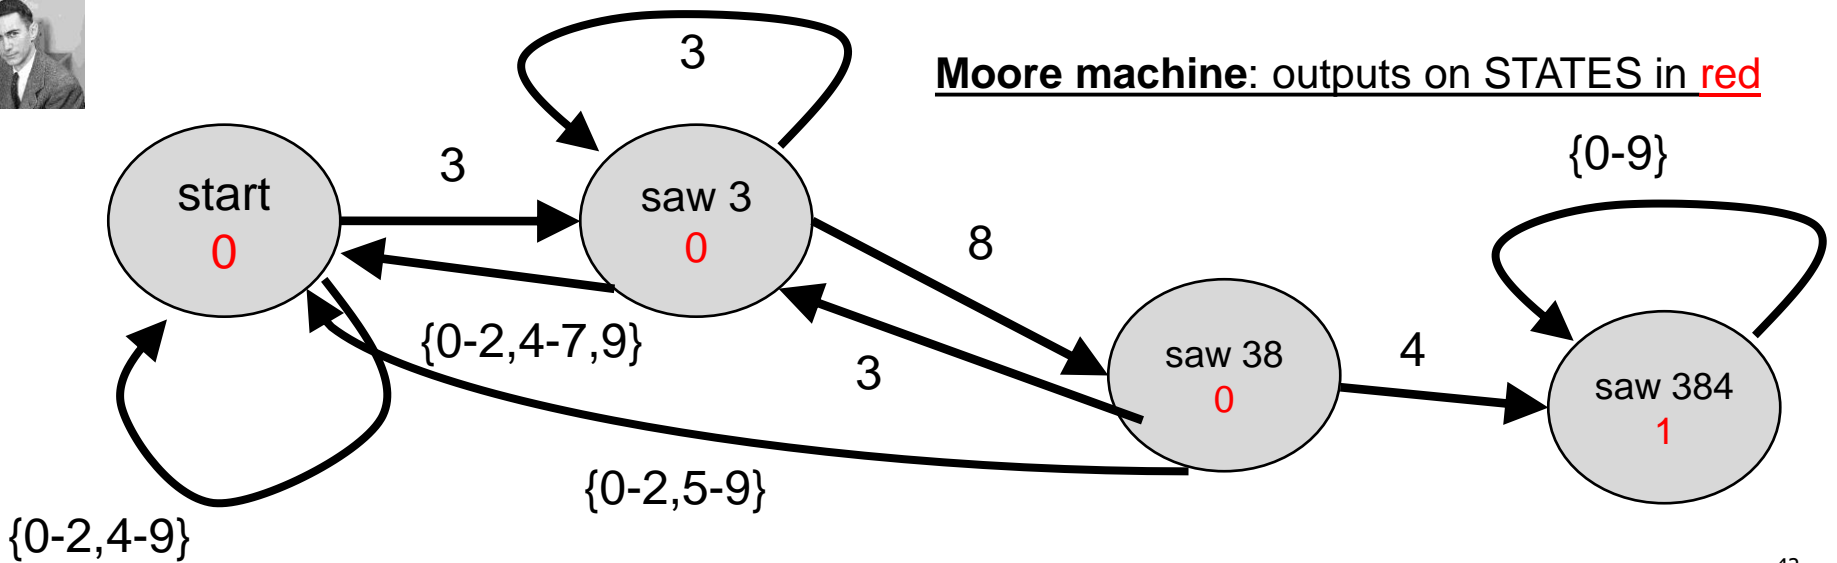 Moore machine: outputs on STATES in red
3
{0-9}
3
start
0
saw 3
0
8
{0-2,4-7,9}
3
saw 38
0
4
saw 384
1
{0-2,5-9}
{0-2,4-9}